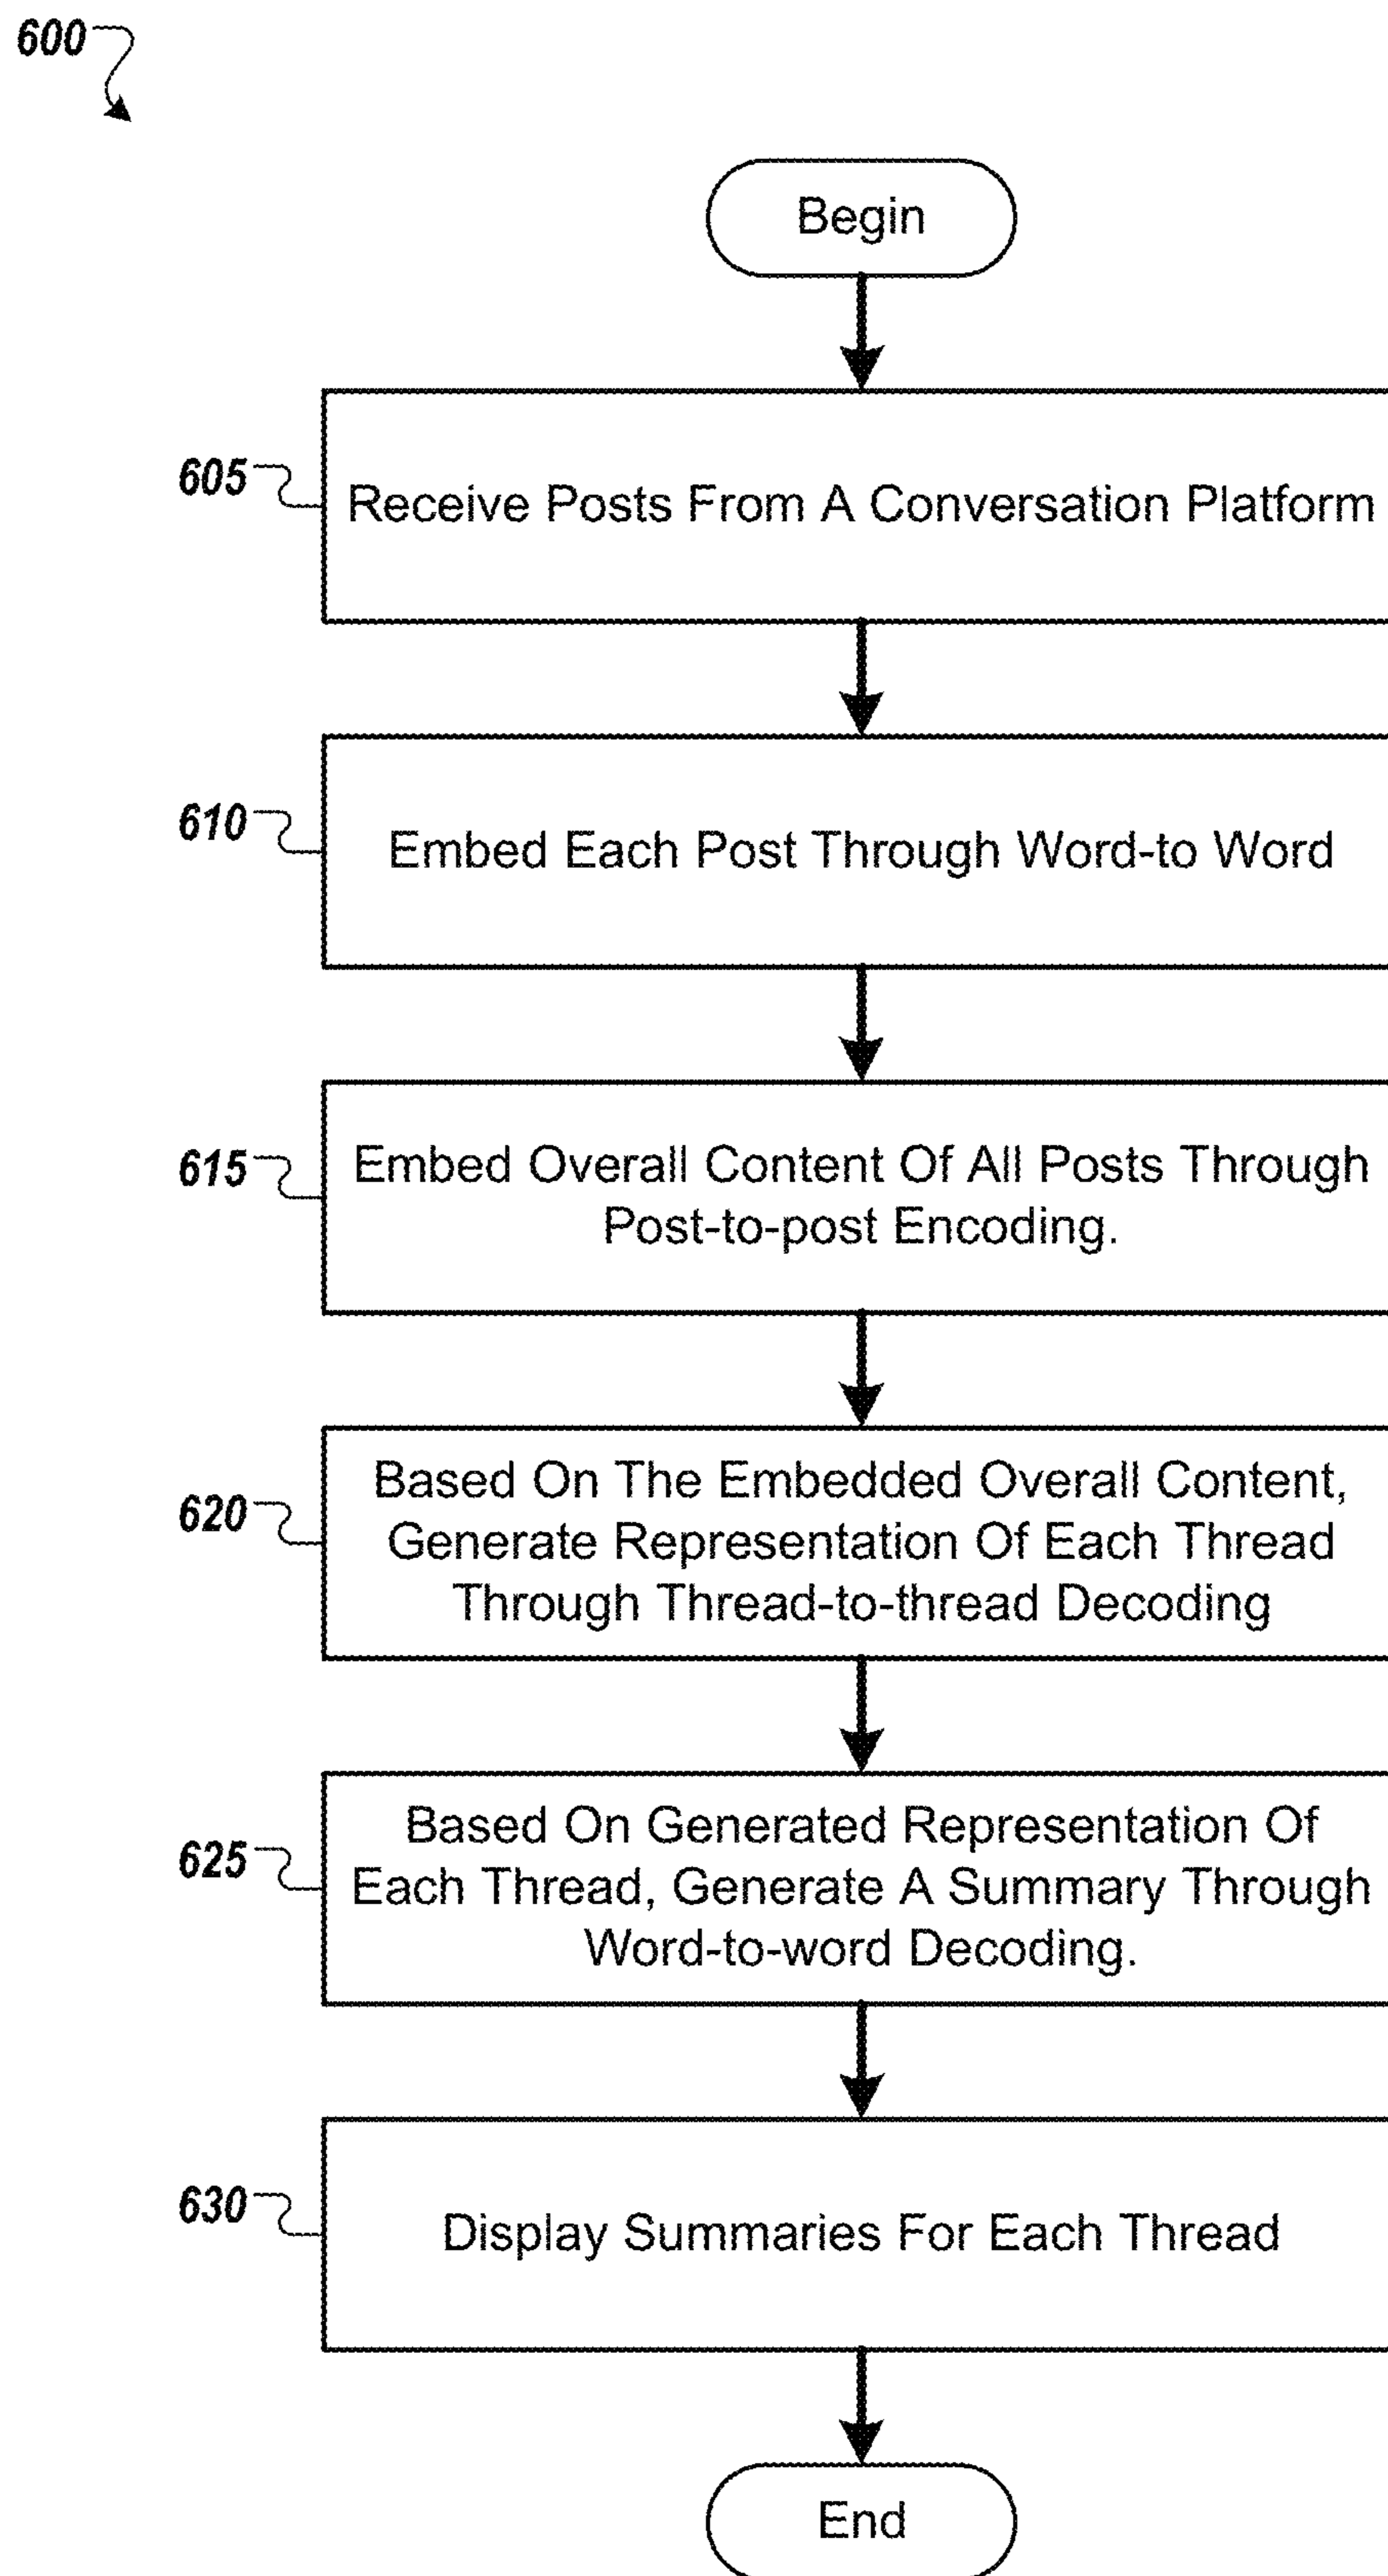 600
Begin
605
Receive Posts From A Conversation Platform
610
Embed Each Post Through Word-to Word
615
Embed Overall Content Of All Posts Through
Post-to-post Encoding.
620
Based On The Embedded Overall Content,
Generate Representation Of Each Thread
Through Thread-to-thread Decoding
625
Based On Generated Representation Of
Each Thread, Generate A Summary Through
Word-to-word Decoding.
630
Display Summaries For Each Thread
End